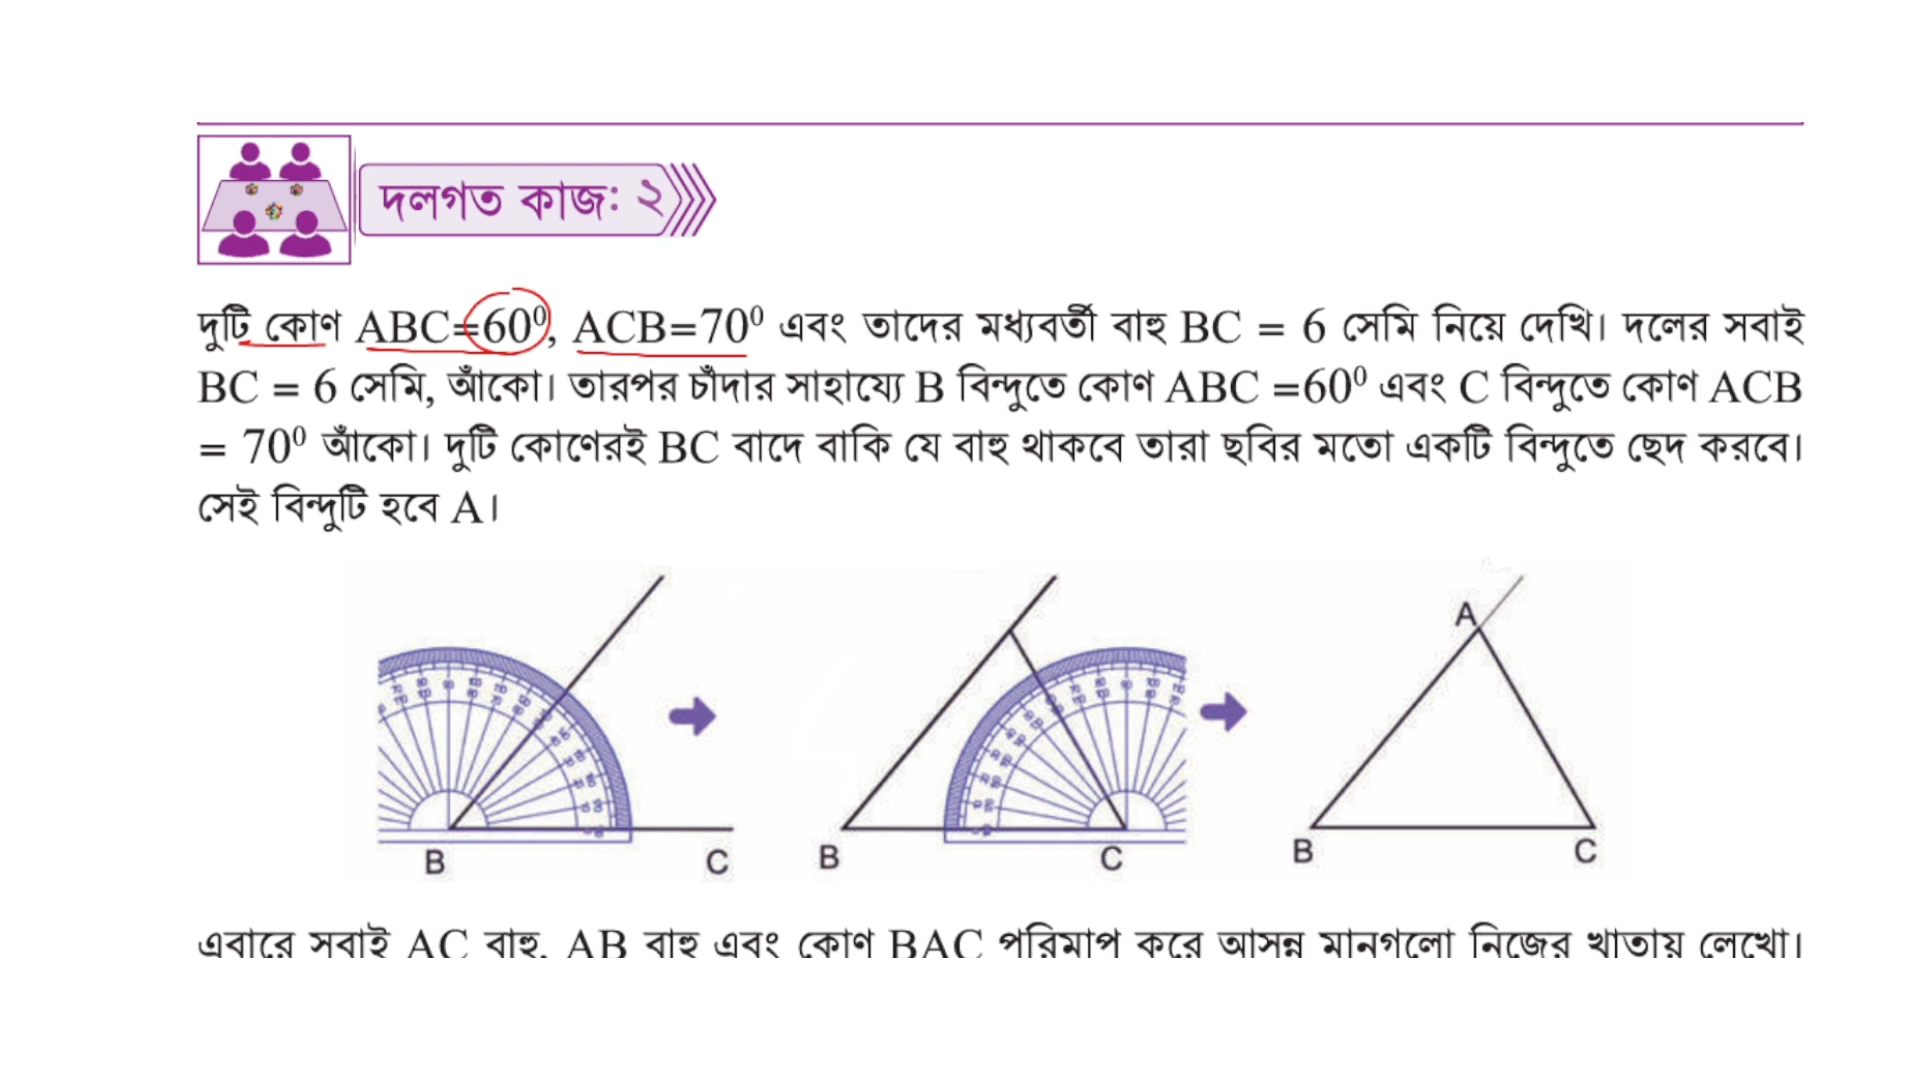 দলগত কাজ: ২
দুটি কোণ ABC=60⁰, ACB=70⁰ এবং তাদের মধ্যবর্তী বাহু BC = 6 সেমি নিয়ে দেখি। দলের সবাই
BC = 6 সেমি, আঁকো। তারপর চাঁদার সাহায্যে B বিন্দুতে কোণ ABC =60⁰ এবং C বিন্দুতে কোণ ACB
= 70⁰ আঁকো। দুটি কোণেরই BC বাদে বাকি যে বাহু থাকবে তারা ছবির মতো একটি বিন্দুতে ছেদ করবে।
সেই বিন্দুটি হবে A।
B C
B C
A
B C
এবারে সবাই AC বাহু, AB বাহু এবং কোণ BAC পরিমাপ করে আসন্ন মানগুলো নিজের খাতায় লেখো।